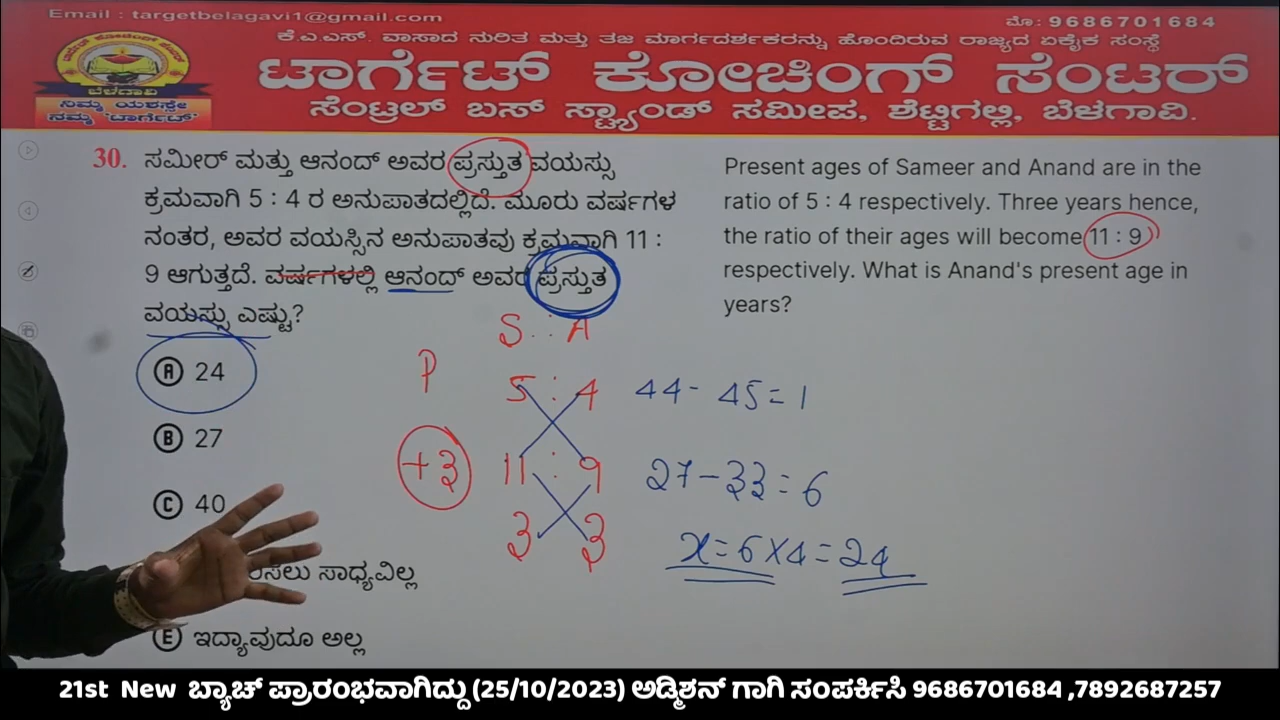 Email : targetbelagavi1@gmail.com
ಮೊ: 9686701684
ಕೆ.ಎ.ಎಸ್. ವಾಸಾದ ನುರಿತ ಮತ್ತು ತಜ್ಞ ಮಾರ್ಗದರ್ಶಕರನ್ನು ಹೊಂದಿರುವ ರಾಜ್ಯದ ಏಕೈಕ ಸಂಸ್ಥೆ
ಟಾರ್ಗೆಟ್ ಕೋಚಿಂಗ್ ಸೆಂಟರ್
ಸೆಂಟ್ರಲ್ ಬಸ್ ಸ್ಟ್ಯಾಂಡ್ ಸಮೀಪ, ಶೆಟ್ಟಿಗಲ್ಲಿ, ಬೆಳಗಾವಿ.
ಬೆಳಗಾವಿ
ನಿಮ್ಮ ಯಶಸ್ಸೇ
ನಮ್ಮ "ಟಾರ್ಗೆಟ್"
30. ಸಮೀರ್ ಮತ್ತು ಆನಂದ್ ಅವರ ಪ್ರಸ್ತುತ ವಯಸ್ಸು
ಕ್ರಮವಾಗಿ 5 : 4 ರ ಅನುಪಾತದಲ್ಲಿದೆ. ಮೂರು ವರ್ಷಗಳ
ನಂತರ, ಅವರ ವಯಸ್ಸಿನ ಅನುಪಾತವು ಕ್ರಮವಾಗಿ 11 :
9 ಆಗುತ್ತದೆ. ವರ್ಷಗಳಲ್ಲಿ ಆನಂದ್ ಅವರ ಪ್ರಸ್ತುತ
ವಯಸ್ಸು ಎಷ್ಟು?
A 24
B 27
C 40
ಸಾಧ್ಯವಿಲ್ಲ
E ಇದ್ಯಾವುದೂ ಅಲ್ಲ
Present ages of Sameer and Anand are in the
ratio of 5 : 4 respectively. Three years hence,
the ratio of their ages will become 11 : 9
respectively. What is Anand's present age in
years?
S : A
P 5 : 4 44 - 45 = 1
+3 11 : 9 27 - 33 = 6
3 3 x = 6 x 4 = 24
21st New ಬ್ಯಾಚ್ ಪ್ರಾರಂಭವಾಗಿದ್ದು (25/10/2023) ಅಡ್ಮಿಶನ್ ಗಾಗಿ ಸಂಪರ್ಕಿಸಿ 9686701684 ,7892687257